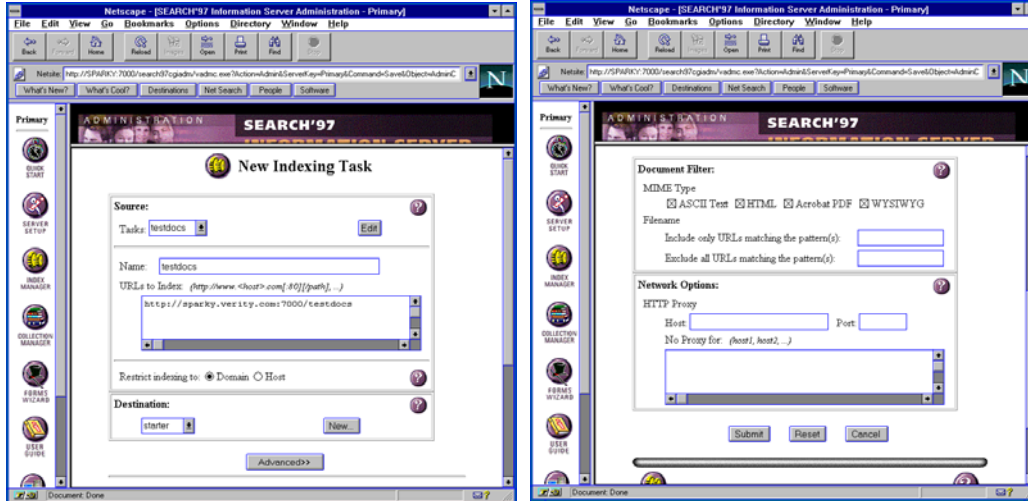 Netscape - [SEARCH'97 Information Server Administration - Primary]
File Edit View Go Bookmarks Options Directory Window Help
Back Forward Home Reload Images Open Print Find Stop
Netsite: http://SPARKY:7000/search97cgiadm/vadmc.exe?Action=Admin&ServerKey=Primary&Command=Save&Object=AdminC
What's New? What's Cool? Destinations Net Search People Software
Primary
QUICK START
SERVER SETUP
INDEX MANAGER
COLLECTION MANAGER
FORMS WIZARD
USER GUIDE
ADMINISTRATION SEARCH'97
INFORMATION SERVER
New Indexing Task
Source:
Tasks: testdocs Edit
Name: testdocs
URLs to Index: (http://www.<host>.com[:80][/path], ...)
http://sparky.verity.com:7000/testdocs
Restrict indexing to: Domain Host
Destination:
starter New...
Advanced>>
Document: Done
Netscape - [SEARCH'97 Information Server Administration - Primary]
File Edit View Go Bookmarks Options Directory Window Help
Back Forward Home Reload Images Open Print Find Stop
Netsite: http://SPARKY:7000/search97cgiadm/vadmc.exe?Action=Admin&ServerKey=Primary&Command=Save&Object=AdminC
What's New? What's Cool? Destinations Net Search People Software
Primary
QUICK START
SERVER SETUP
INDEX MANAGER
COLLECTION MANAGER
FORMS WIZARD
USER GUIDE
ADMINISTRATION SEARCH'97
INFORMATION SERVER
Document Filter:
MIME Type
ASCII Text HTML Acrobat PDF WYSIWYG
Filename
Include only URLs matching the pattern(s):
Exclude all URLs matching the pattern(s):
Network Options:
HTTP Proxy
Host: Port:
No Proxy for: (host1, host2, ...)
Submit Reset Cancel
Document: Done